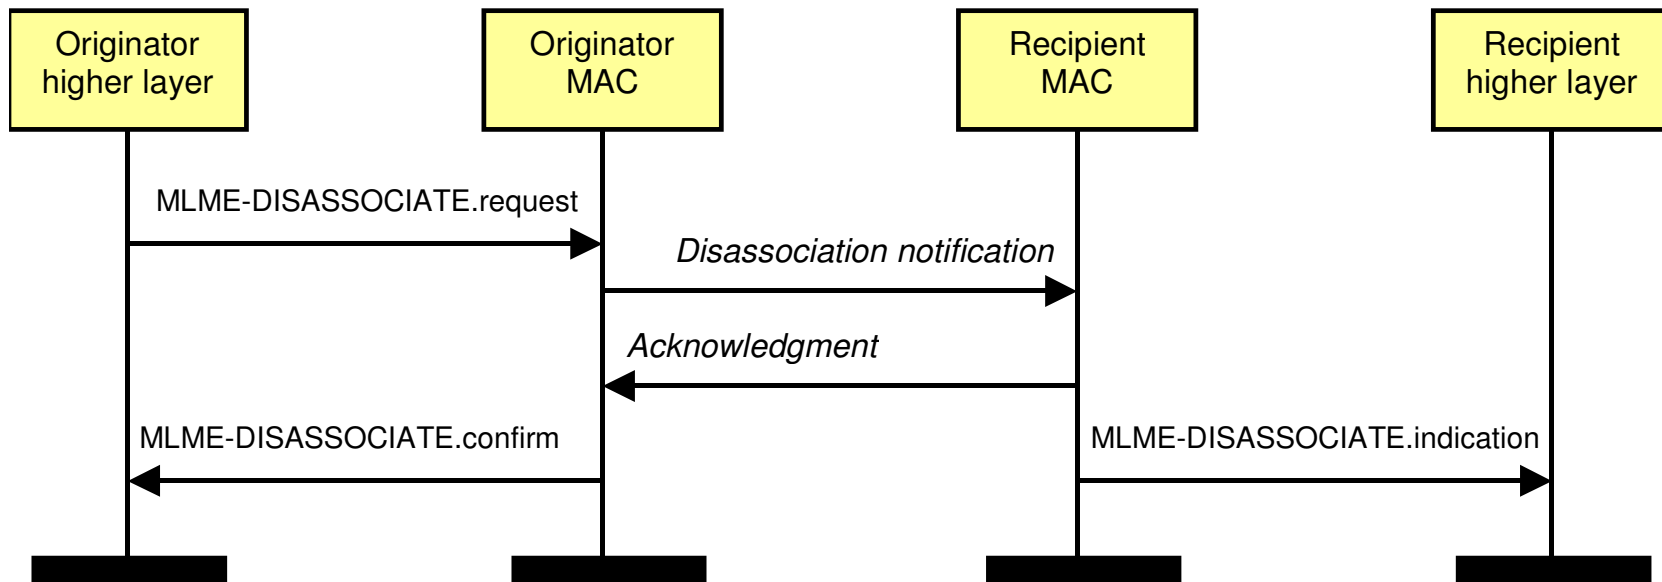 Originator
higher layer
Originator
MAC
Recipient
MAC
Recipient
higher layer
MLME-DISASSOCIATE.request
Disassociation notification
Acknowledgment
MLME-DISASSOCIATE.confirm
MLME-DISASSOCIATE.indication